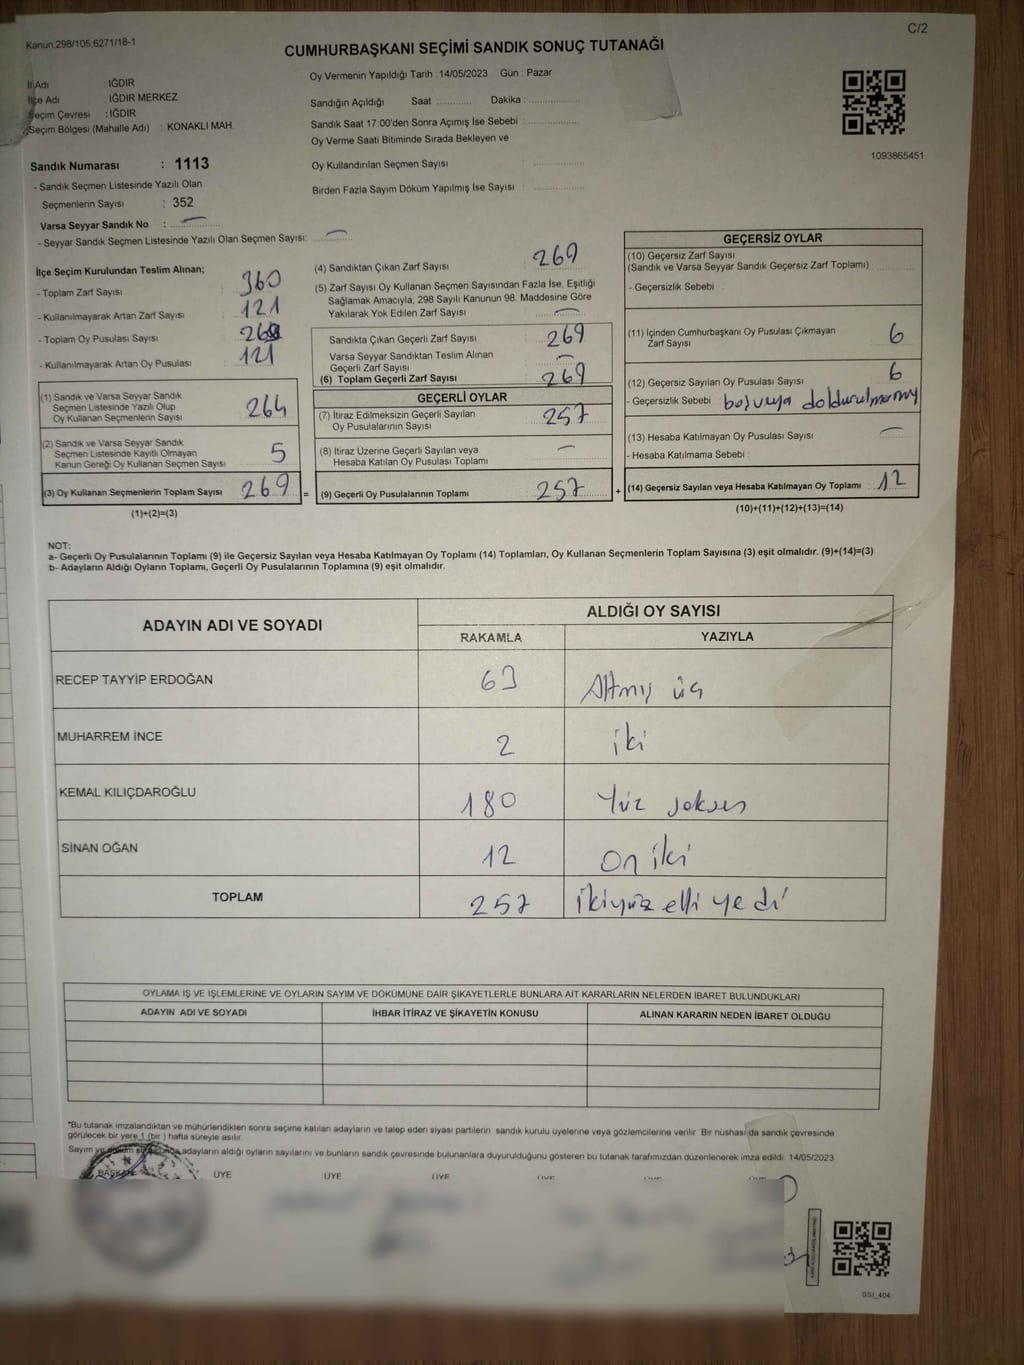 Kanun.298/105,6271/18-1
C/2
CUMHURBAŞKANI SEÇİMİ SANDIK SONUÇ TUTANAĞI
İl Adı : IĞDIR
İlçe Adı : IĞDIR MERKEZ
Seçim Çevresi : IĞDIR
Seçim Bölgesi (Mahalle Adı) : KONAKLI MAH.
Sandık Numarası : 1113
- Sandık Seçmen Listesinde Yazılı Olan
Seçmenlerin Sayısı : 352
Varsa Seyyar Sandık No :
- Seyyar Sandık Seçmen Listesinde Yazılı Olan Seçmen Sayısı:
Oy Vermenin Yapıldığı Tarih : 14/05/2023 Gün : Pazar
Sandığın Açıldığı Saat : Dakika :
Sandık Saat 17:00'den Sonra Açımış İse Sebebi :
Oy Verme Saati Bitiminde Sırada Bekleyen ve
Oy Kullandırılan Seçmen Sayısı :
Birden Fazla Sayım Döküm Yapılmış İse Sayısı :
1093865451
İlçe Seçim Kurulundan Teslim Alınan;
- Toplam Zarf Sayısı : 360
- Kullanılmayarak Artan Zarf Sayısı : 121
- Toplam Oy Pusulası Sayısı :
- Kullanılmayarak Artan Oy Pusulası : 121
(1) Sandık ve Varsa Seyyar Sandık
Seçmen Listesinde Yazılı Olup
Oy Kullanan Seçmenlerin Sayısı : 264
(2) Sandık ve Varsa Seyyar Sandık
Seçmen Listesinde Kayıtlı Olmayan
Kanun Gereği Oy Kullanan Seçmen Sayısı : 5
(3) Oy Kullanan Seçmenlerin Toplam Sayısı : 269
(1)+(2)=(3)
=
(4) Sandıktan Çıkan Zarf Sayısı : 269
(5) Zarf Sayısı Oy Kullanan Seçmen Sayısından Fazla İse, Eşitliği
Sağlamak Amacıyla, 298 Sayılı Kanunun 98. Maddesine Göre
Yakılarak Yok Edilen Zarf Sayısı :
Sandıkta Çıkan Geçerli Zarf Sayısı : 269
Varsa Seyyar Sandıktan Teslim Alınan
Geçerli Zarf Sayısı :
(6) Toplam Geçerli Zarf Sayısı : 269
GEÇERLİ OYLAR
(7) İtiraz Edilmeksizin Geçerli Sayılan
Oy Pusulalarının Sayısı : 257
(8) İtiraz Üzerine Geçerli Sayılan veya
Hesaba Katılan Oy Pusulası Toplamı :
(9) Geçerli Oy Pusulalarının Toplamı : 257
+
GEÇERSİZ OYLAR
(10) Geçersiz Zarf Sayısı
(Sandık ve Varsa Seyyar Sandık Geçersiz Zarf Toplamı) :
- Geçersizlik Sebebi :
(11) İçinden Cumhurbaşkanı Oy Pusulası Çıkmayan
Zarf Sayısı : 6
(12) Geçersiz Sayılan Oy Pusulası Sayısı : 6
- Geçersizlik Sebebi : boş veya doldurulmamış
(13) Hesaba Katılmayan Oy Pusulası Sayısı :
- Hesaba Katılmama Sebebi :
(14) Geçersiz Sayılan veya Hesaba Katılmayan Oy Toplamı : 12
(10)+(11)+(12)+(13)=(14)
NOT:
a- Geçerli Oy Pusulalarının Toplamı (9) ile Geçersiz Sayılan veya Hesaba Katılmayan Oy Toplamı (14) Toplamları, Oy Kullanan Seçmenlerin Toplam Sayısına (3) eşit olmalıdır. (9)+(14)=(3)
b- Adayların Aldığı Oyların Toplamı, Geçerli Oy Pusulalarının Toplamına (9) eşit olmalıdır.
ADAYIN ADI VE SOYADI
ALDIĞI OY SAYISI
RAKAMLA YAZIYLA
RECEP TAYYİP ERDOĞAN 63 Altmış üç
MUHARREM İNCE 2 iki
KEMAL KILIÇDAROĞLU 180 Yüz seksen
SİNAN OĞAN 12 on iki
TOPLAM 257 ikiyüz elli yedi
OYLAMA İŞ VE İŞLEMLERİNE VE OYLARIN SAYIM VE DÖKÜMÜNE DAİR ŞİKAYETLERLE BUNLARA AİT KARARLARIN NELERDEN İBARET BULUNDUKLARI
ADAYIN ADI VE SOYADI İHBAR İTİRAZ VE ŞİKAYETİN KONUSU ALINAN KARARIN NEDEN İBARET OLDUĞU
*Bu tutanak imzalandıktan ve mühürlendikten sonra seçime katılan adayların ve talep eden siyasi partilerin sandık kurulu üyelerine veya gözlemcilerine verilir. Bir nüshası da sandık çevresinde
görülecek bir yere 1 (bir) hafta süreyle asılır.
Sayım ve adayların aldığı oyların sayılarını ve bunların sandık çevresinde bulunanlara duyurulduğunu gösteren bu tutanak tarafımızdan düzenlenerek imza edildi. 14/05/2023
BAŞKAN ÜYE ÜYE ÜYE
SSI_404